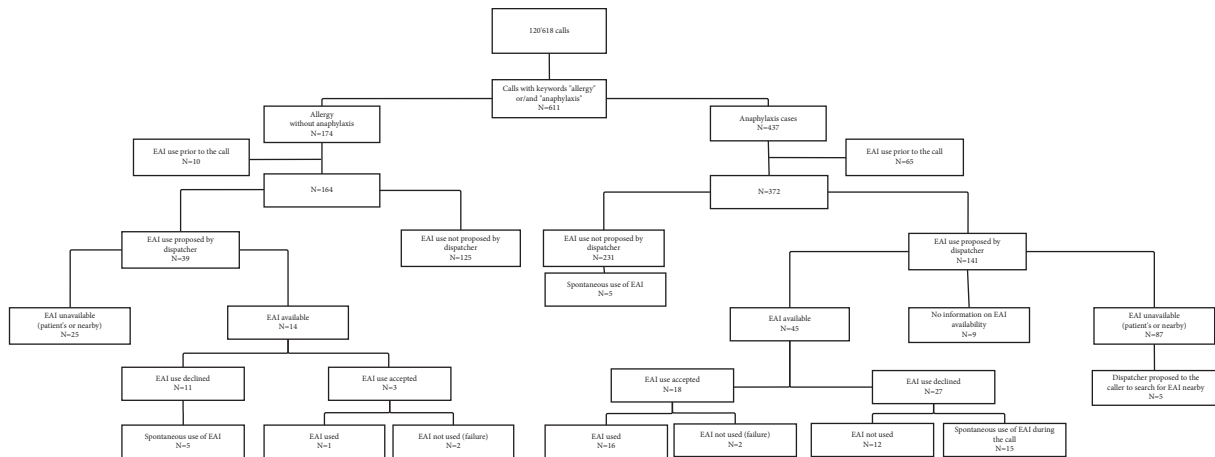 120'618 calls
Calls with keywords "allergy"
or/and "anaphylaxis"
N=611
Allergy
without anaphylaxis
N=174
Anaphylaxis cases
N=437
EAI use prior to the call
N=10
EAI use prior to the call
N=65
N=164
N=372
EAI use proposed by
dispatcher
N=39
EAI use not proposed by
dispatcher
N=125
EAI use not proposed by
dispatcher
N=231
EAI use proposed by
dispatcher
N=141
Spontaneous use of EAI
N=5
EAI unavailable
(patient's or nearby)
N=25
EAI available
N=14
EAI available
N=45
No information on EAI
availability
N=9
EAI unavailable
(patient's or nearby)
N=87
EAI use declined
N=11
EAI use accepted
N=3
EAI use accepted
N=18
EAI use declined
N=27
Dispatcher proposed to the
caller to search for EAI nearby
N=5
Spontaneous use of EAI
N=5
EAI used
N=1
EAI not used (failure)
N=2
EAI used
N=16
EAI not used (failure)
N=2
EAI not used
N=12
Spontaneous use of EAI during
the call
N=15